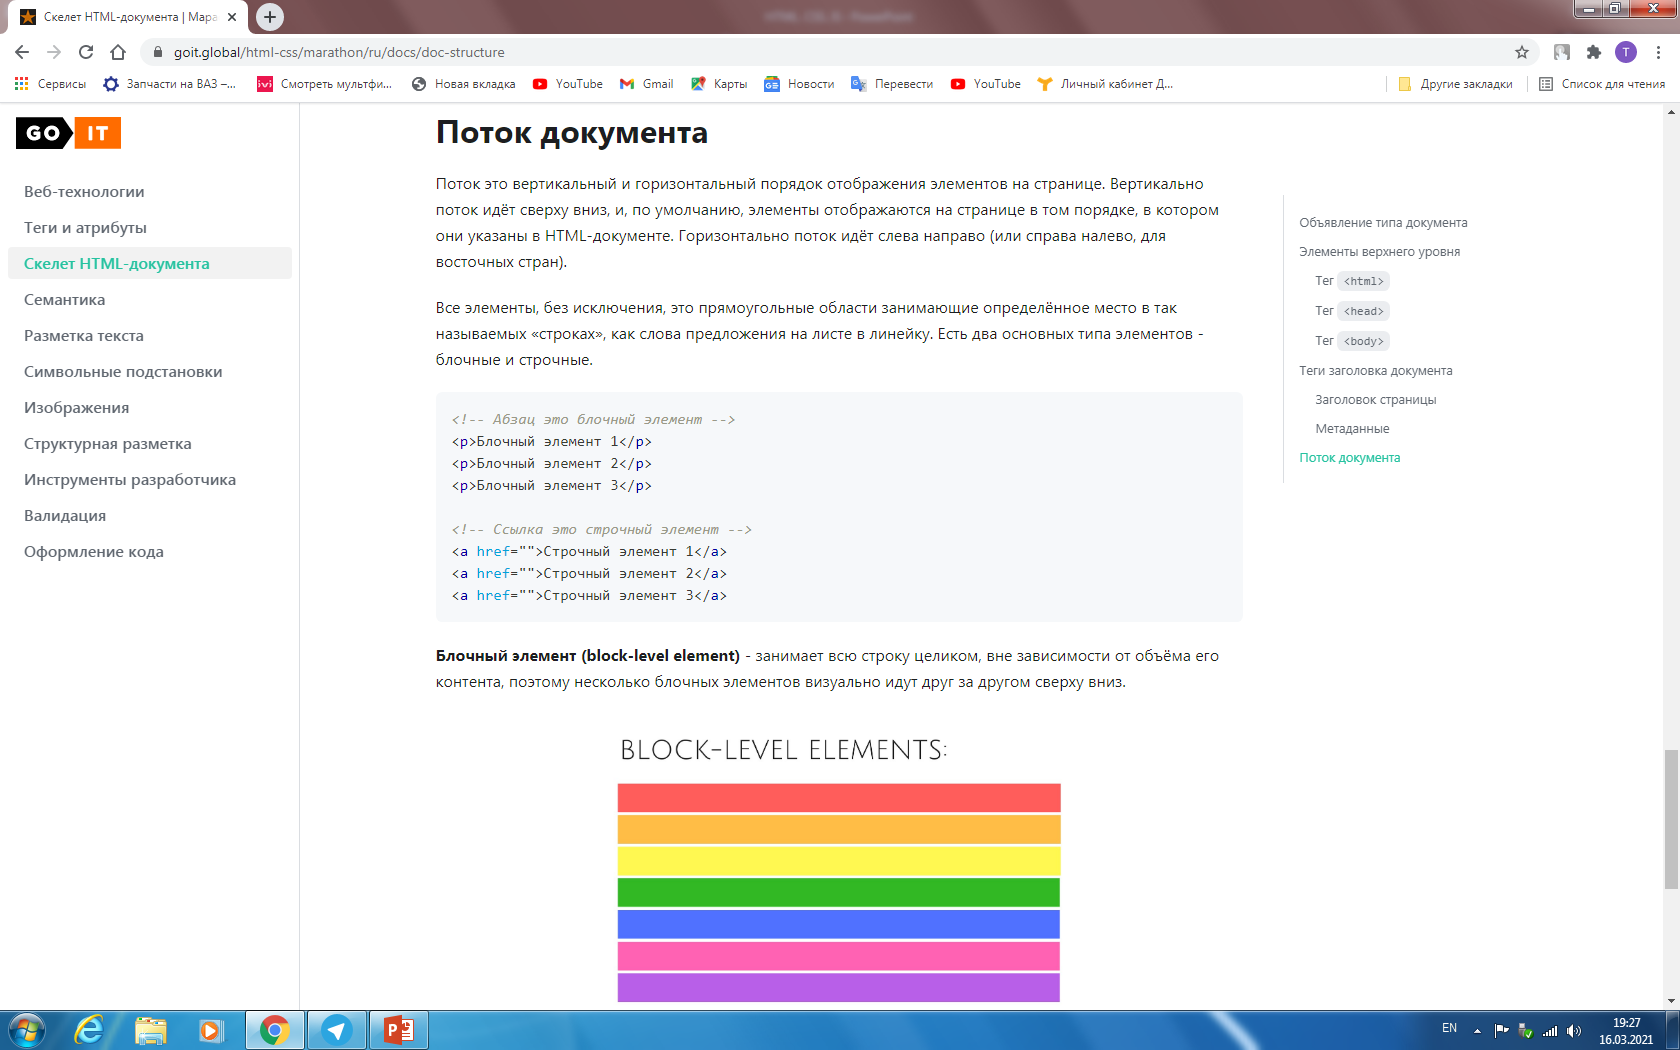 Скелет HTML-документа | Мара
goit.global/html-css/marathon/ru/docs/doc-structure
T
Сервисы
Запчасти на ВАЗ –...
ivi
Смотреть мультфи...
Новая вкладка
YouTube
Gmail
Карты
Новости
Перевести
YouTube
Личный кабинет Д...
Другие закладки
Список для чтения
GO IT
Веб-технологии
Теги и атрибуты
Скелет HTML-документа
Семантика
Разметка текста
Символьные подстановки
Изображения
Структурная разметка
Инструменты разработчика
Валидация
Оформление кода
Поток документа
Поток это вертикальный и горизонтальный порядок отображения элементов на странице. Вертикально
поток идёт сверху вниз, и, по умолчанию, элементы отображаются на странице в том порядке, в котором
они указаны в HTML-документе. Горизонтально поток идёт слева направо (или справа налево, для
восточных стран).
Все элементы, без исключения, это прямоугольные области занимающие определённое место в так
называемых «строках», как слова предложения на листе в линейку. Есть два основных типа элементов -
блочные и строчные.
<!-- Абзац это блочный элемент -->
<p>Блочный элемент 1</p>
<p>Блочный элемент 2</p>
<p>Блочный элемент 3</p>
<!-- Ссылка это строчный элемент -->
<a href="">Строчный элемент 1</a>
<a href="">Строчный элемент 2</a>
<a href="">Строчный элемент 3</a>
Блочный элемент (block-level element) - занимает всю строку целиком, вне зависимости от объёма его
контента, поэтому несколько блочных элементов визуально идут друг за другом сверху вниз.
BLOCK-LEVEL ELEMENTS:
Объявление типа документа
Элементы верхнего уровня
Тег <html>
Тег <head>
Тег <body>
Теги заголовка документа
Заголовок страницы
Метаданные
Поток документа
EN
19:27
16.03.2021